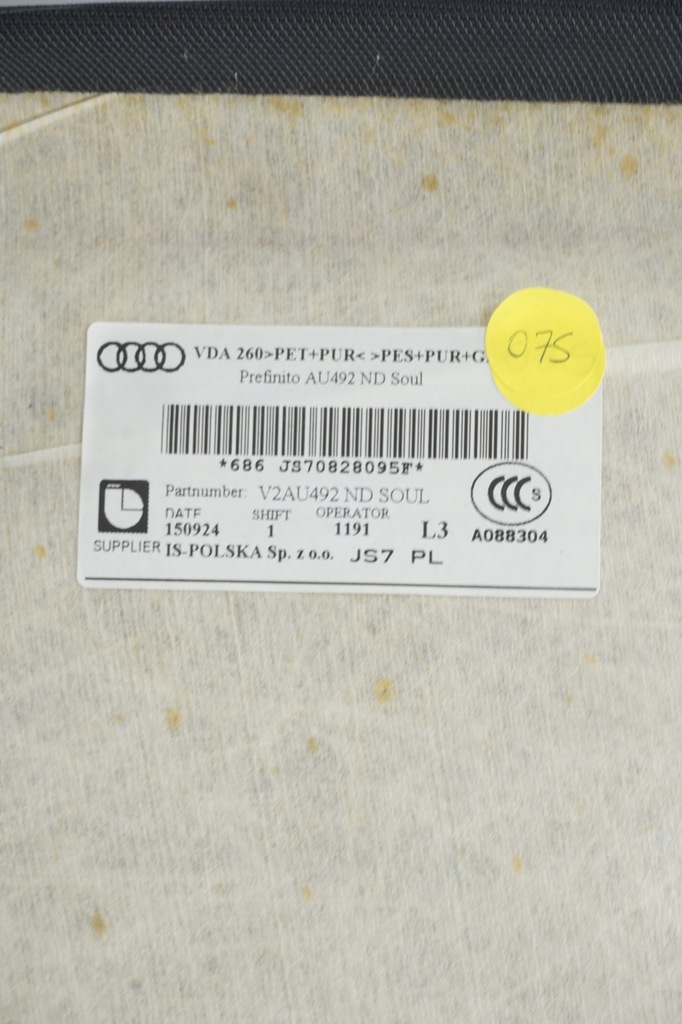 VDA 260>PET+PUR< >PES+PUR+G
075
Prefinito AU492 ND Soul
*686 JS70828095F*
Partnumber: V2AU492 ND SOUL
DATE SHIFT OPERATOR
150924 1 1191 L3
CCC S
A088304
SUPPLIER IS-POLSKA Sp. z o.o. JS7 PL